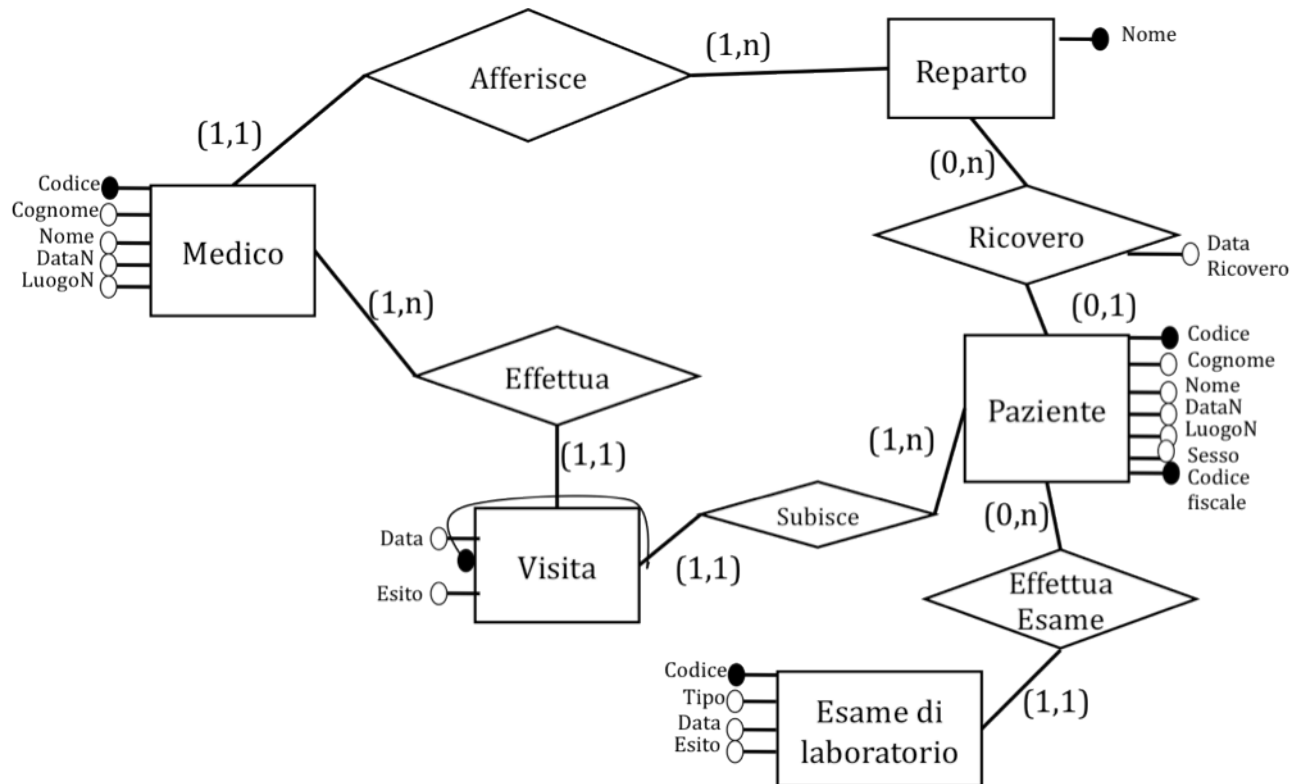 Afferisce
(1,n)
Reparto
Nome
(1,1)
(0,n)
Codice
Cognome
Nome
DataN
LuogoN
Medico
Ricovero
Data
Ricovero
(1,n)
(0,1)
Effettua
Paziente
Codice
Cognome
Nome
DataN
LuogoN
Sesso
Codice
fiscale
(1,1)
(1,n)
Subisce
(0,n)
Data
Esito
Visita
(1,1)
Effettua
Esame
Codice
Tipo
Data
Esito
Esame di
laboratorio
(1,1)